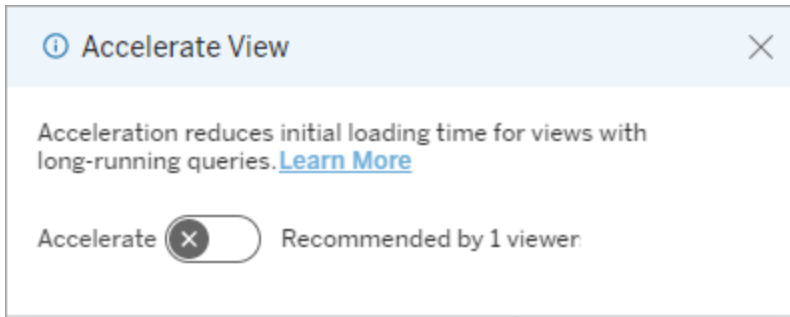 Accelerate View
Acceleration reduces initial loading time for views with
long-running queries. Learn More
Accelerate Recommended by 1 viewer